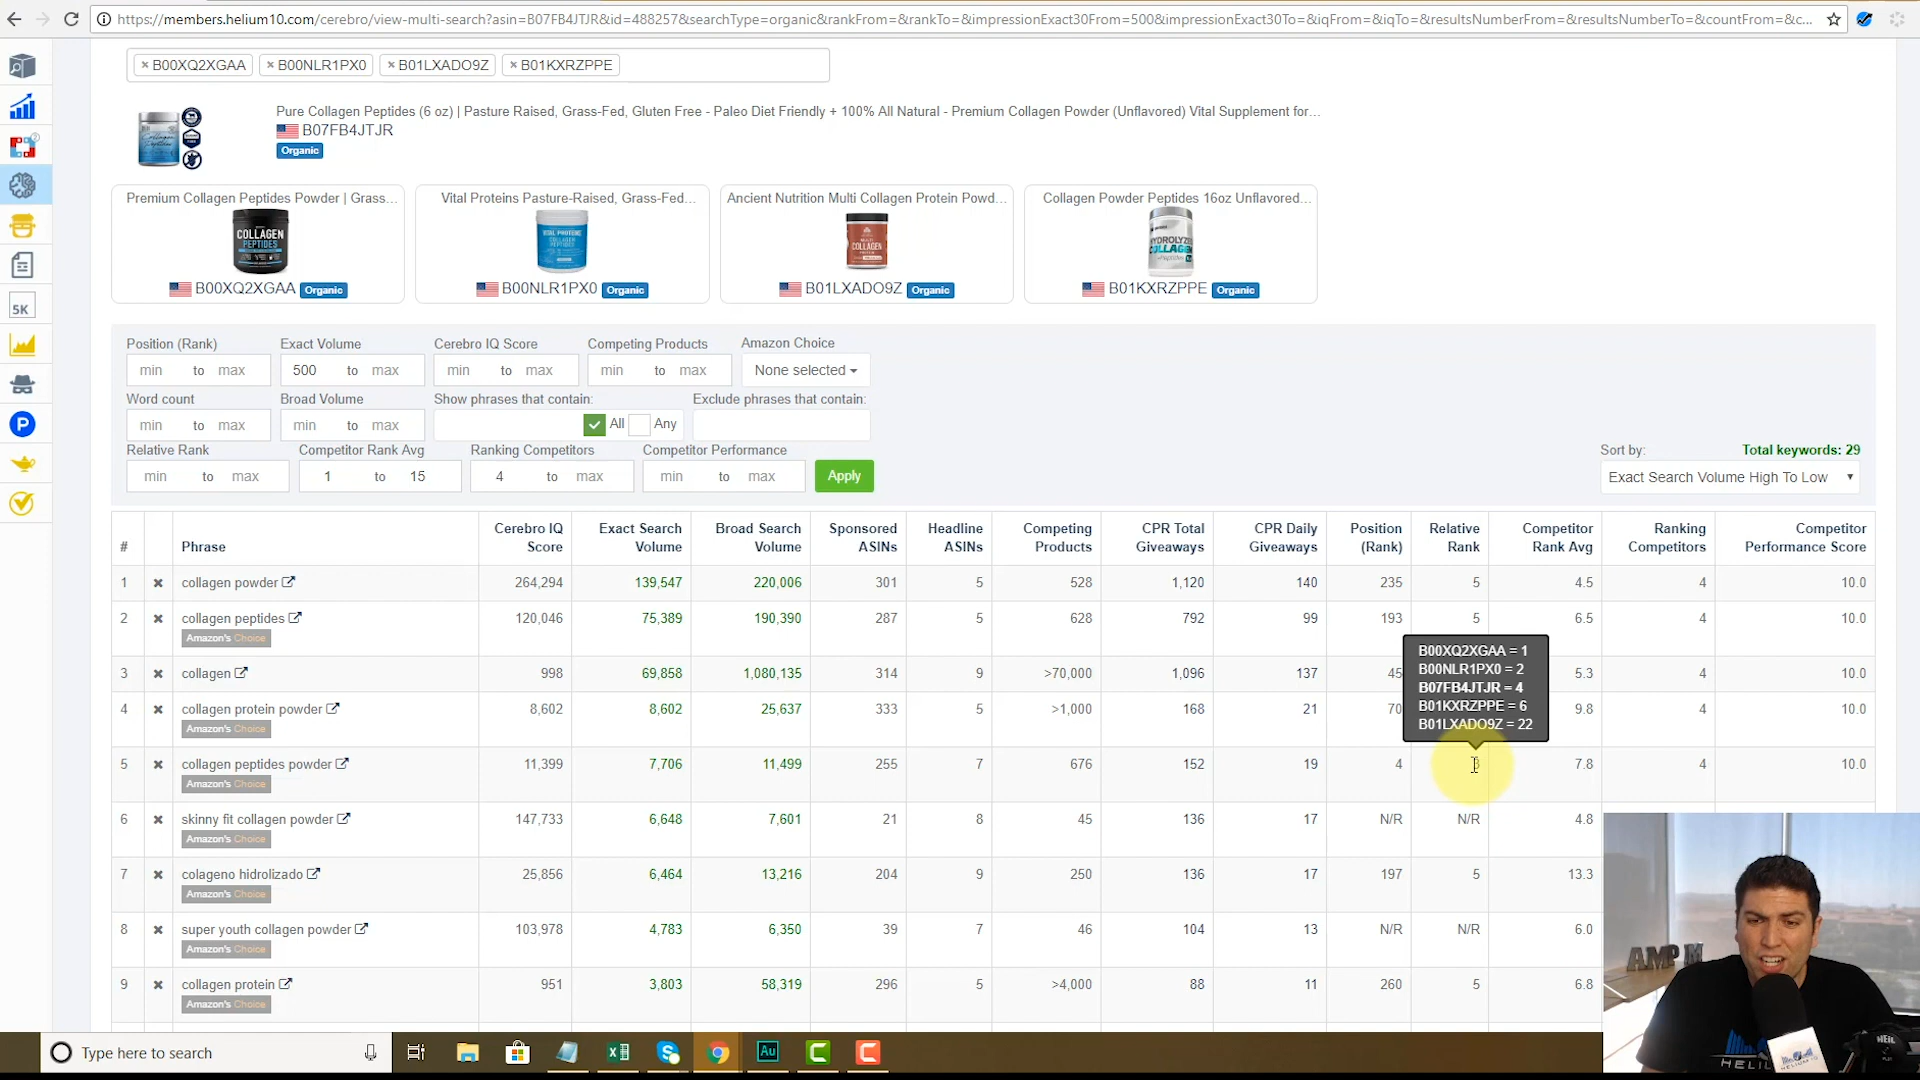 https://members.helium10.com/cerebro/view-multi-search?asin=B07FB4JTJR&id=488257&searchType=organic&rankFrom=&rankTo=&impressionExact30From=500&impressionExact30To=&iqFrom=&iqTo=&resultsNumberFrom=&resultsNumberTo=&countFrom=&c...
× B00XQ2XGAA × B00NLR1PX0 × B01LXADO9Z × B01KXRZPPE
Pure Collagen Peptides (6 oz) | Pasture Raised, Grass-Fed, Gluten Free - Paleo Diet Friendly + 100% All Natural - Premium Collagen Powder (Unflavored) Vital Supplement for...
B07FB4JTJR
Organic
Premium Collagen Peptides Powder | Grass... Vital Proteins Pasture-Raised, Grass-Fed... Ancient Nutrition Multi Collagen Protein Powd... Collagen Powder Peptides 16oz Unflavored...
COLLAGEN PEPTIDES
VITAL PROTEINS
COLLAGEN
HYDROLYZED COLLAGEN
B00XQ2XGAA Organic B00NLR1PX0 Organic B01LXADO9Z Organic B01KXRZPPE Organic
5K
P
Position (Rank) Exact Volume Cerebro IQ Score Competing Products Amazon Choice
min to max 500 to max min to max min to max None selected
Word count Broad Volume Show phrases that contain: Exclude phrases that contain:
min to max min to max All Any
Relative Rank Competitor Rank Avg Ranking Competitors Competitor Performance Sort by: Total keywords: 29
min to max 1 to 15 4 to max min to max Apply Exact Search Volume High To Low
# Phrase Cerebro IQ Score Exact Search Volume Broad Search Volume Sponsored ASINs Headline ASINs Competing Products CPR Total Giveaways CPR Daily Giveaways Position (Rank) Relative Rank Competitor Rank Avg Ranking Competitors Competitor Performance Score
1 collagen powder 264,294 139,547 220,006 301 5 528 1,120 140 235 5 4.5 4 10.0
2 collagen peptides 120,046 75,389 190,390 287 5 628 792 99 193 5 6.5 4 10.0
Amazon's Choice
B00XQ2XGAA = 1
B00NLR1PX0 = 2
B07FB4JTJR = 4
B01KXRZPPE = 6
B01LXADO9Z = 22
3 collagen 998 69,858 1,080,135 314 9 >70,000 1,096 137 45 5.3 4 10.0
4 collagen protein powder 8,602 8,602 25,637 333 5 >1,000 168 21 70 9.8 4 10.0
Amazon's Choice
5 collagen peptides powder 11,399 7,706 11,499 255 7 676 152 19 4 3 7.8 4 10.0
Amazon's Choice
6 skinny fit collagen powder 147,733 6,648 7,601 21 8 45 136 17 N/R N/R 4.8
Amazon's Choice
7 colageno hidrolizado 25,856 6,464 13,216 204 9 250 136 17 197 5 13.3
Amazon's Choice
8 super youth collagen powder 103,978 4,783 6,350 39 7 46 104 13 N/R N/R 6.0
Amazon's Choice
9 collagen protein 951 3,803 58,319 296 5 >4,000 88 11 260 5 6.8
Amazon's Choice
AMPM
HELIUM
Type here to search
Au